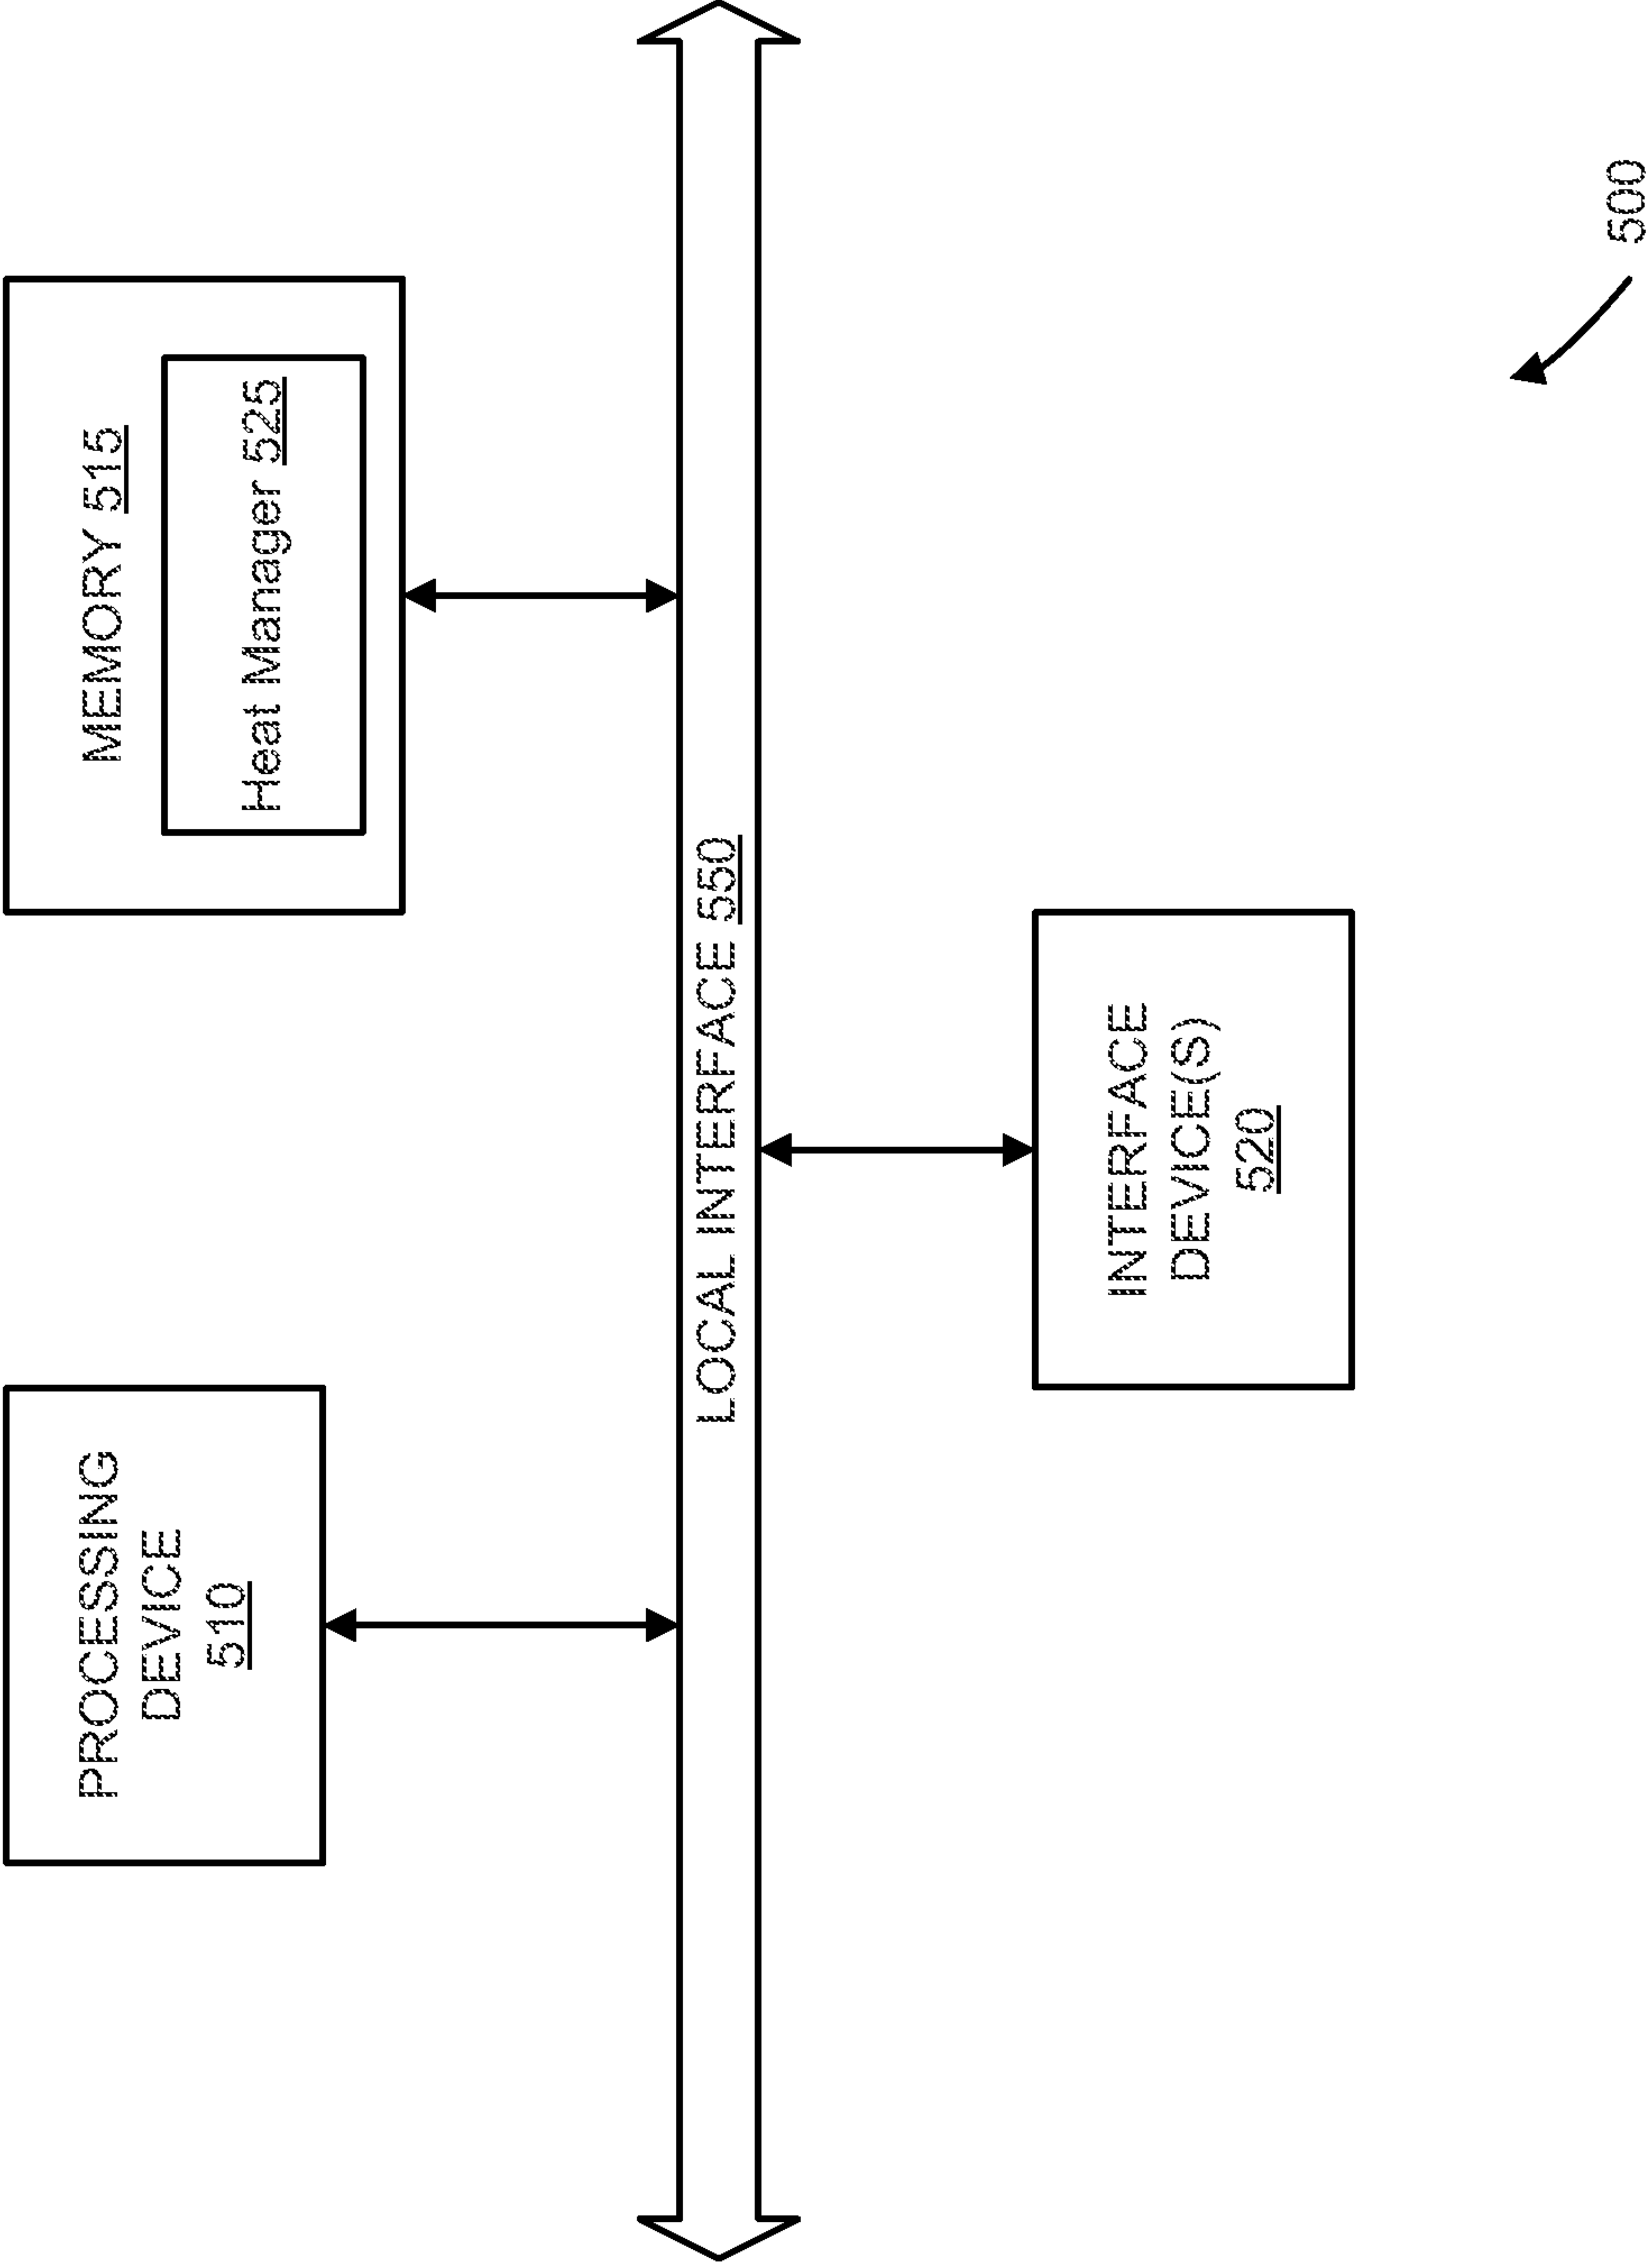 PROCESSING
DEVICE
510
MEMORY 515
Heat Manager 525
LOCAL INTERFACE 550
INTERFACE
DEVICE(S)
520
500